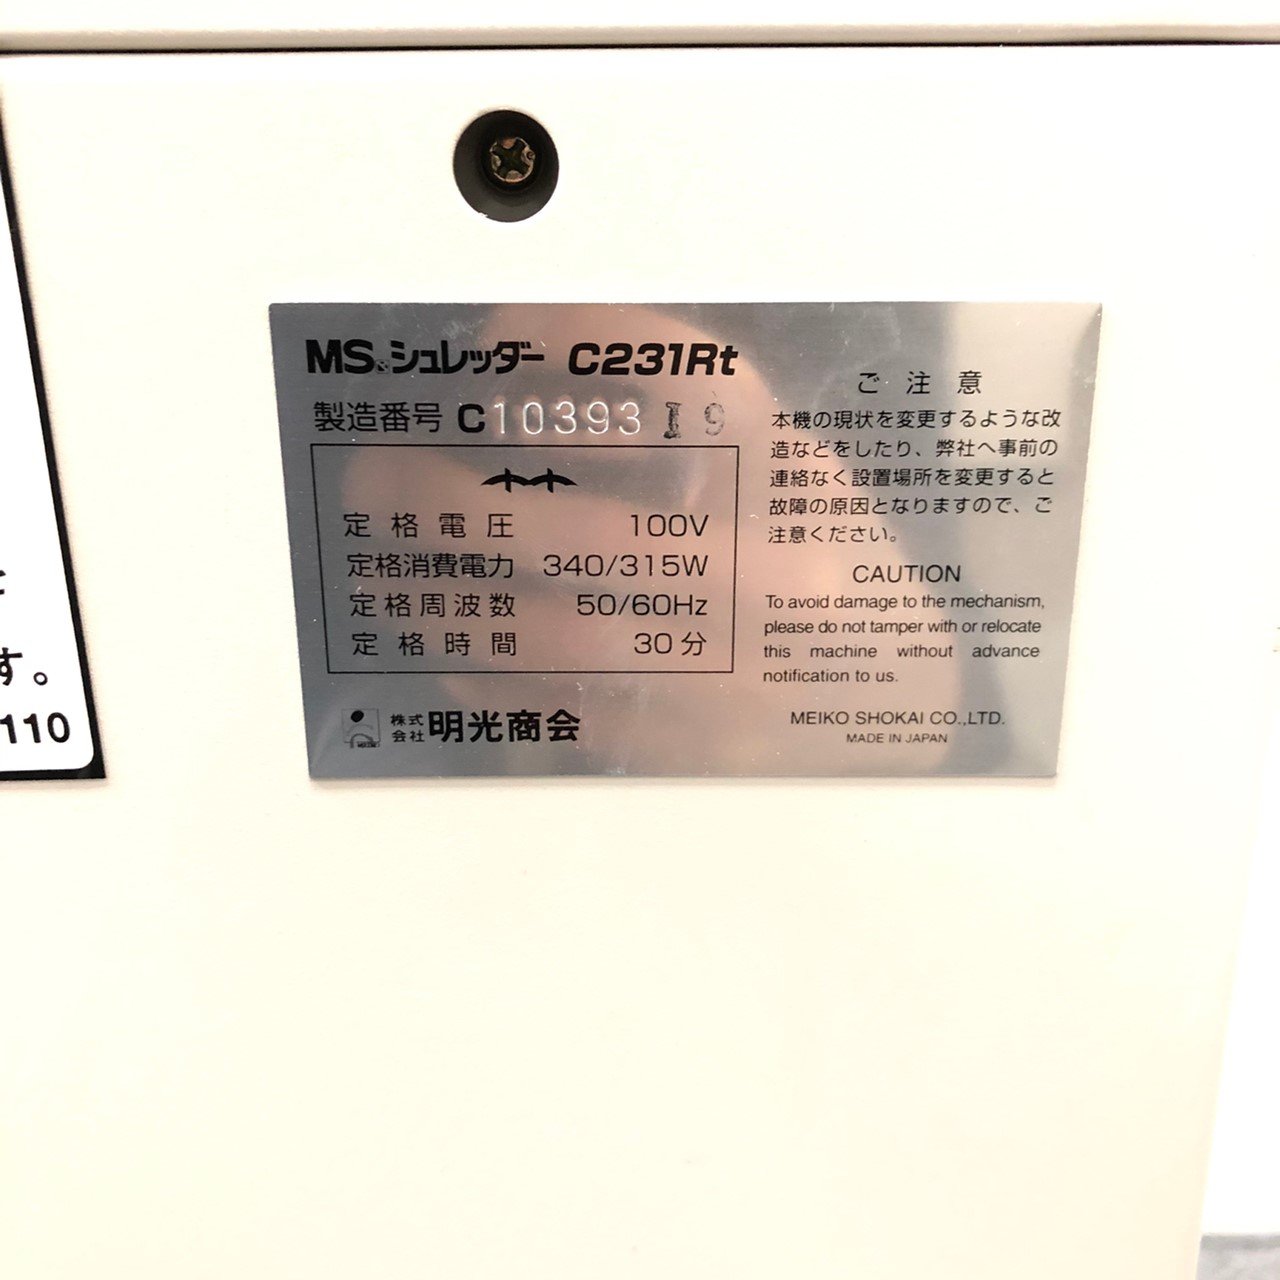 MSシュレッダー C231Rt
製造番号 C10393 I 9
定格電圧 100V
定格消費電力 340/315W
定格周波数 50/60Hz
定格時間 30分
株式会社 明光商会
ご注意
本機の現状を変更するような改
造などをしたり、弊社へ事前の
連絡なく設置場所を変更すると
故障の原因となりますので、ご
注意ください。
CAUTION
To avoid damage to the mechanism,
please do not tamper with or relocate
this machine without advance
notification to us.
MEIKO SHOKAI CO.,LTD.
MADE IN JAPAN
す。
110